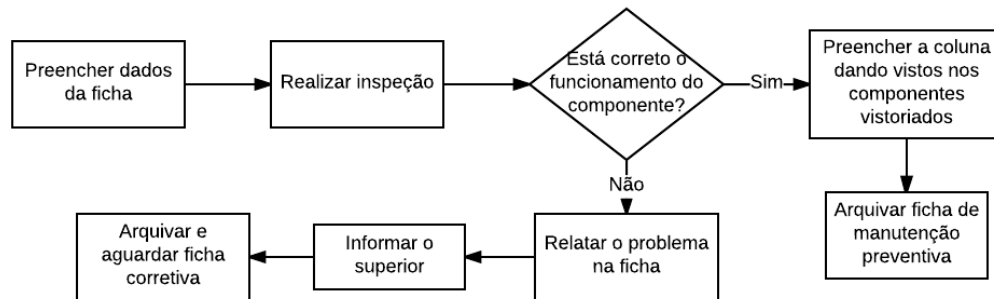 Preencher dados
da ficha
Realizar inspeção
Está correto o
funcionamento do
componente?
Sim
Preencher a coluna
dando vistos nos
componentes
vistoriados
Não
Arquivar ficha de
manutenção
preventiva
Relatar o problema
na ficha
Informar o
superior
Arquivar e
aguardar ficha
corretiva